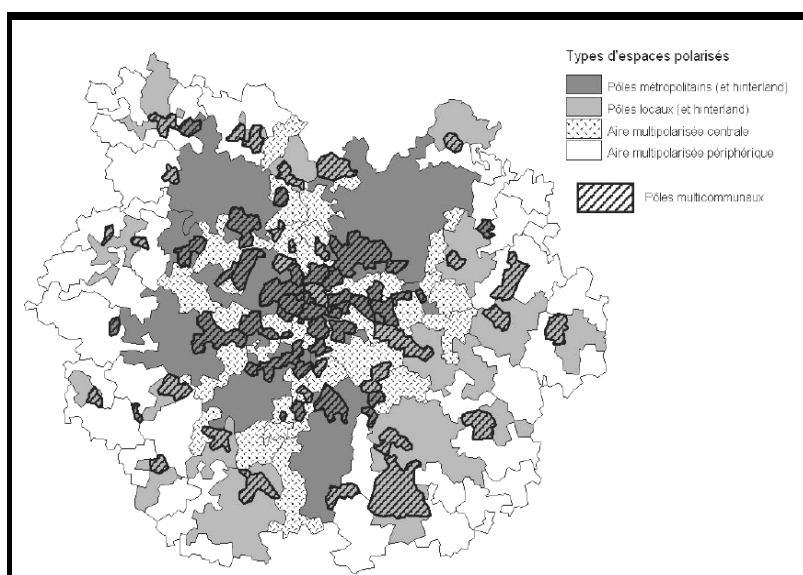 Types d'espaces polarisés
Pôles métropolitains (et hinterland)
Pôles locaux (et hinterland)
Aire multipolarisée centrale
Aire multipolarisée périphérique
Pôles multicommunaux